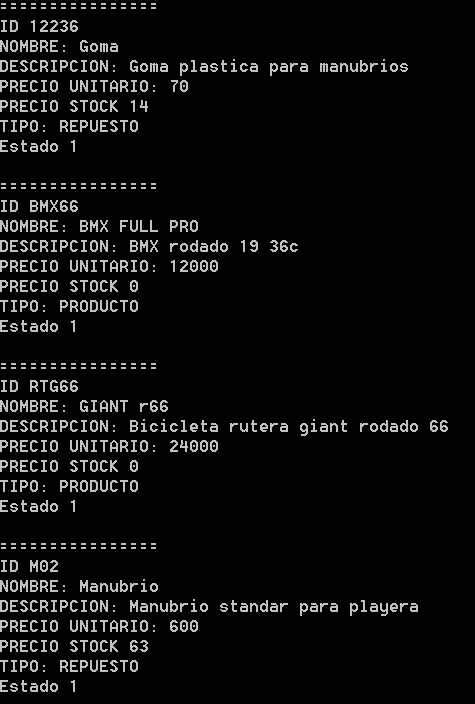 ================
ID 12236
NOMBRE: Goma
DESCRIPCION: Goma plastica para manubrios
PRECIO UNITARIO: 70
PRECIO STOCK 14
TIPO: REPUESTO
Estado 1
================
ID BMX66
NOMBRE: BMX FULL PRO
DESCRIPCION: BMX rodado 19 36c
PRECIO UNITARIO: 12000
PRECIO STOCK 0
TIPO: PRODUCTO
Estado 1
================
ID RTG66
NOMBRE: GIANT r66
DESCRIPCION: Bicicleta rutera giant rodado 66
PRECIO UNITARIO: 24000
PRECIO STOCK 0
TIPO: PRODUCTO
Estado 1
================
ID M02
NOMBRE: Manubrio
DESCRIPCION: Manubrio standar para playera
PRECIO UNITARIO: 600
PRECIO STOCK 63
TIPO: REPUESTO
Estado 1